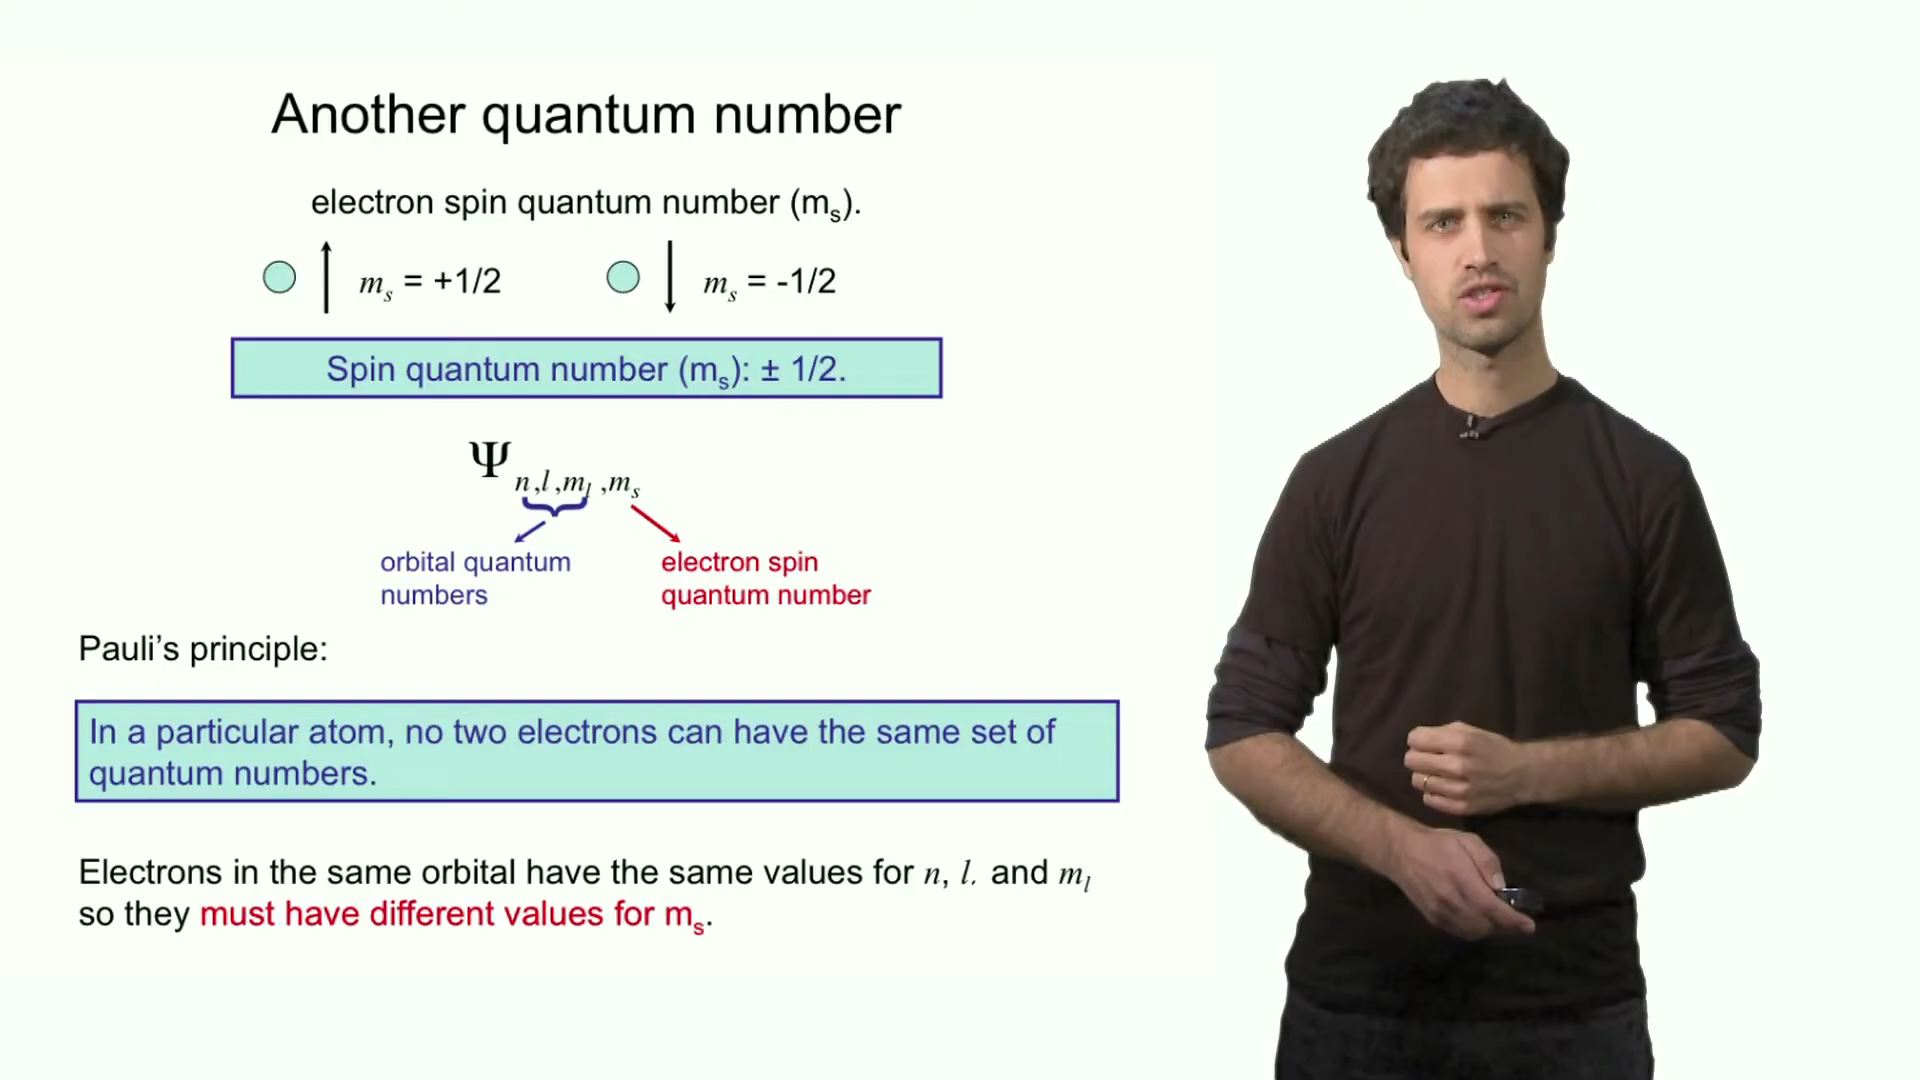 Another quantum number
electron spin quantum number (mₛ).
mₛ = +1/2 mₛ = -1/2
Spin quantum number (mₛ): ± 1/2.
Ψ n,l ,mₗ ,mₛ
orbital quantum electron spin
numbers quantum number
Pauli’s principle:
In a particular atom, no two electrons can have the same set of
quantum numbers.
Electrons in the same orbital have the same values for n, l. and mₗ
so they must have different values for mₛ.